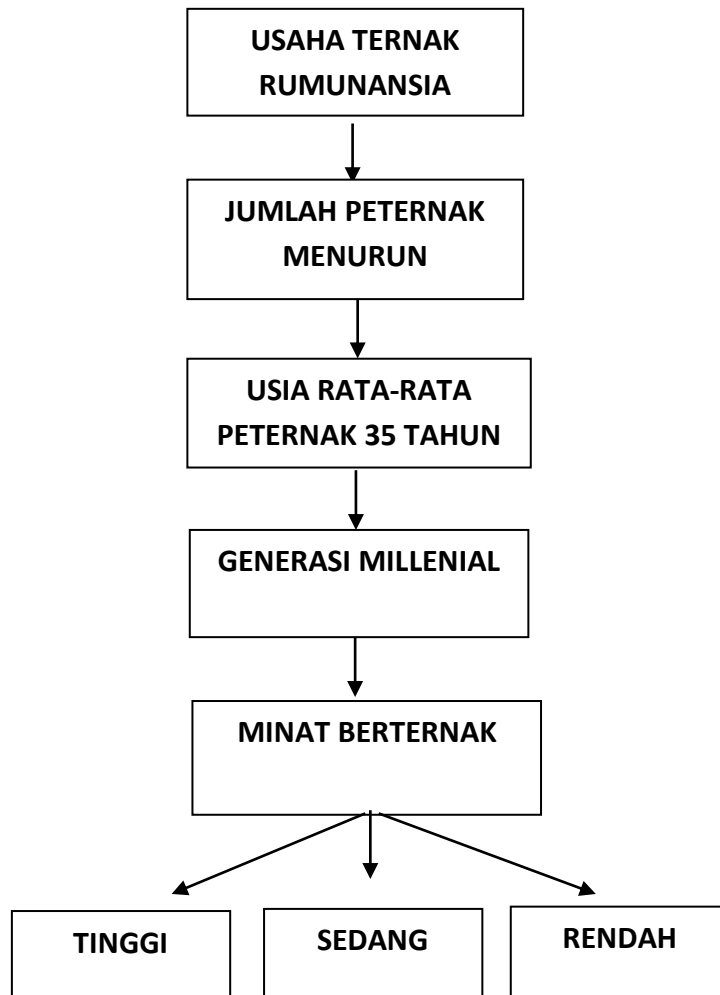 USAHA TERNAK
RUMUNANSIA
JUMLAH PETERNAK
MENURUN
USIA RATA-RATA
PETERNAK 35 TAHUN
GENERASI MILLENIAL
MINAT BERTERNAK
TINGGI
SEDANG
RENDAH